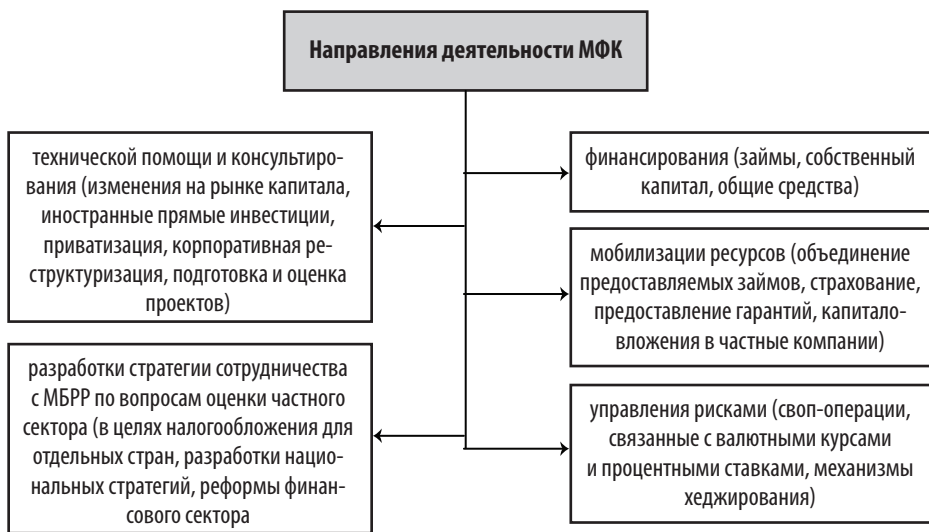 Направления деятельности МФК
технической помощи и консультиро-
вания (изменения на рынке капитала,
иностранные прямые инвестиции,
приватизация, корпоративная ре-
структуризация, подготовка и оценка
проектов)
разработки стратегии сотрудничества
с МБРР по вопросам оценки частного
сектора (в целях налогообложения для
отдельных стран, разработки нацио-
нальных стратегий, реформы финан-
сового сектора
финансирования (займы, собственный
капитал, общие средства)
мобилизации ресурсов (объединение
предоставляемых займов, страхование,
предоставление гарантий, капитало-
вложения в частные компании)
управления рисками (своп-операции,
связанные с валютными курсами
и процентными ставками, механизмы
хеджирования)